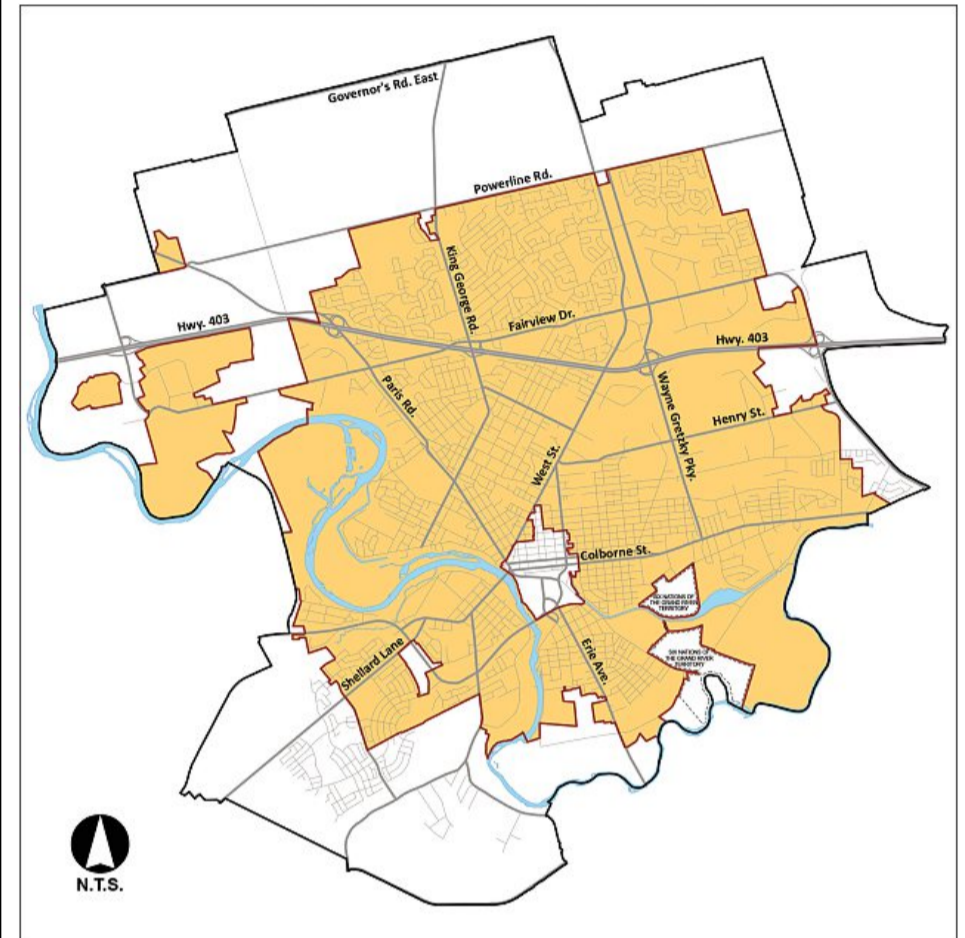 Governor's Rd. East
Powerline Rd.
King George Rd.
Hwy. 403
Fairview Dr.
Hwy. 403
Paris Rd.
Wayne Gretzky Pky.
Henry St.
West St.
Colborne St.
SIX NATIONS OF
THE GRAND RIVER
TERRITORY
Erie Ave.
Shellard Lane
SIX NATIONS OF
THE GRAND RIVER
TERRITORY
N.T.S.